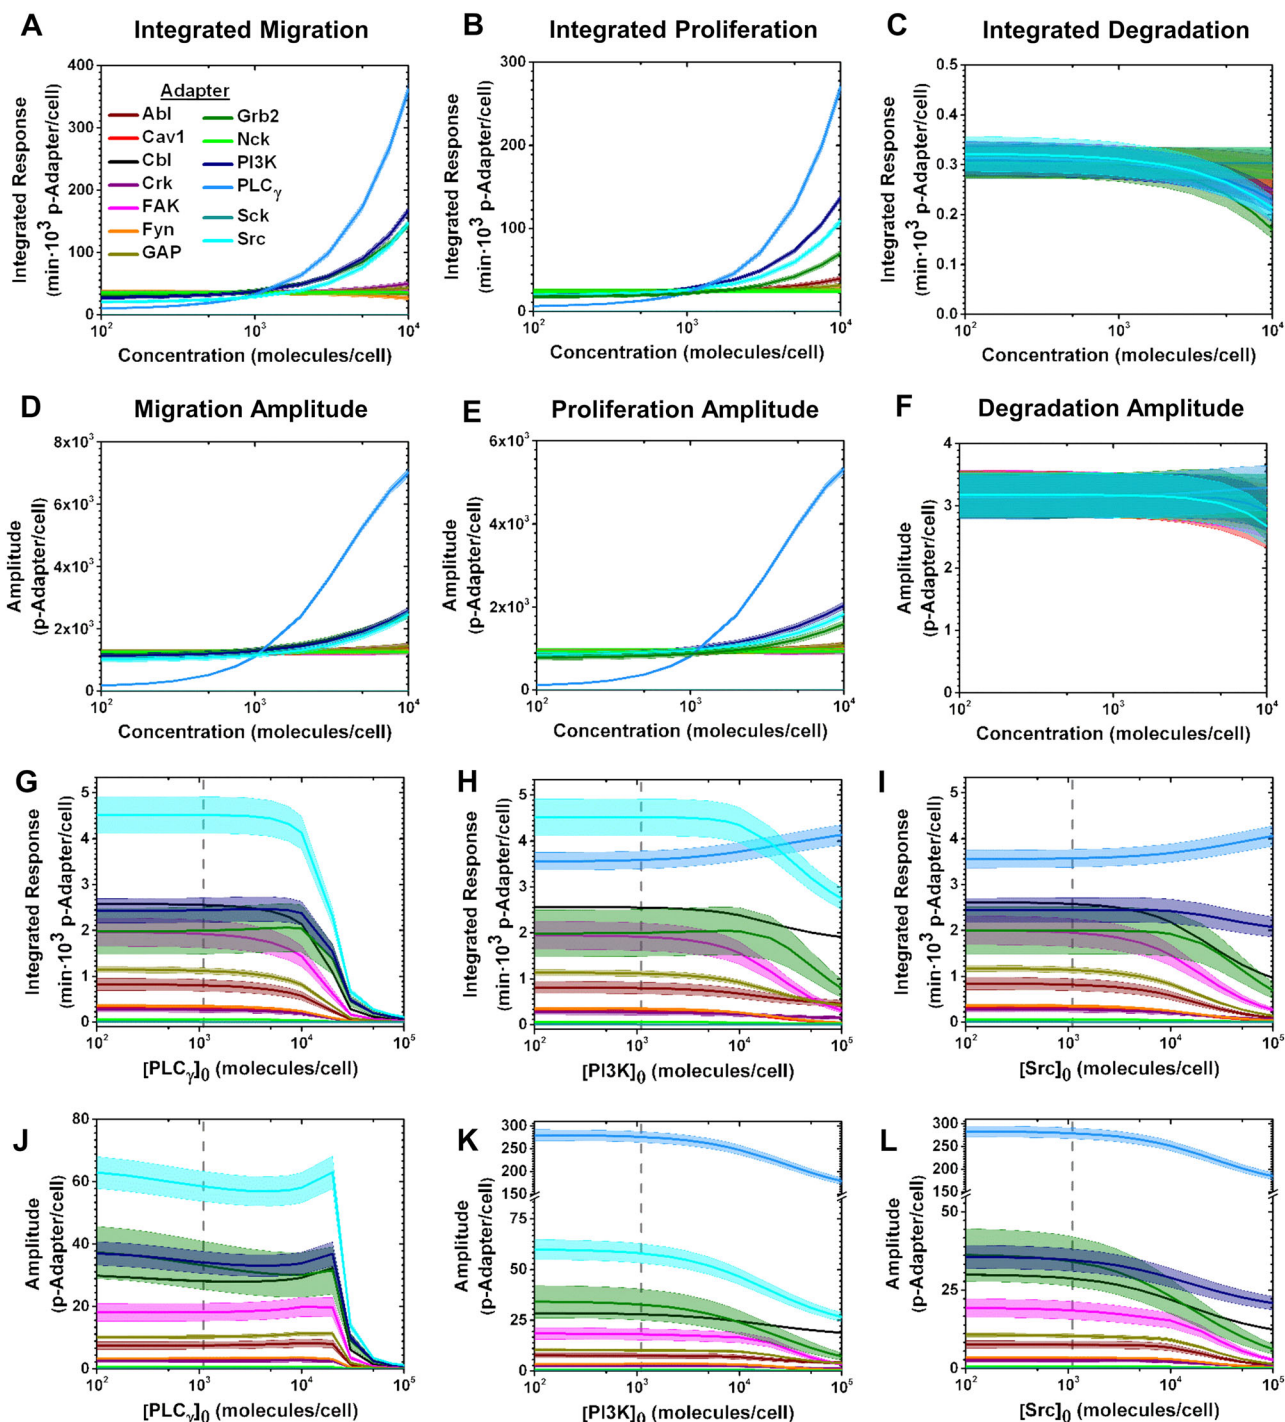 A Integrated Migration
Integrated Response
(min·10³ p-Adapter/cell)
400
300
200
100
0
Adapter
Abl
Cav1
Cbl
Crk
FAK
Fyn
GAP
Grb2
Nck
PI3K
PLCγ
Sck
Src
10² 10³ 10⁴
Concentration (molecules/cell)
B Integrated Proliferation
Integrated Response
(min·10³ p-Adapter/cell)
300
200
100
0
10² 10³ 10⁴
Concentration (molecules/cell)
C Integrated Degradation
Integrated Response
(min·10³ p-Adapter/cell)
0.5
0.4
0.3
0.2
0.1
0.0
10² 10³ 10⁴
Concentration (molecules/cell)
D Migration Amplitude
Amplitude
(p-Adapter/cell)
8x10³
6x10³
4x10³
2x10³
0
10² 10³ 10⁴
Concentration (molecules/cell)
E Proliferation Amplitude
Amplitude
(p-Adapter/cell)
6x10³
4x10³
2x10³
0
10² 10³ 10⁴
Concentration (molecules/cell)
F Degradation Amplitude
Amplitude
(p-Adapter/cell)
4
3
2
1
0
10² 10³ 10⁴
Concentration (molecules/cell)
G
Integrated Response
(min·10³ p-Adapter/cell)
5
4
3
2
1
0
10² 10³ 10⁴ 10⁵
[PLCγ]₀ (molecules/cell)
H
Integrated Response
(min·10³ p-Adapter/cell)
5
4
3
2
1
0
10² 10³ 10⁴ 10⁵
[PI3K]₀ (molecules/cell)
I
Integrated Response
(min·10³ p-Adapter/cell)
5
4
3
2
1
0
10² 10³ 10⁴ 10⁵
[Src]₀ (molecules/cell)
J
Amplitude
(p-Adapter/cell)
80
60
40
20
0
10² 10³ 10⁴ 10⁵
[PLCγ]₀ (molecules/cell)
K
Amplitude
(p-Adapter/cell)
300
250
200
150
75
50
25
0
10² 10³ 10⁴ 10⁵
[PI3K]₀ (molecules/cell)
L
Amplitude
(p-Adapter/cell)
300
250
200
150
50
25
0
10² 10³ 10⁴ 10⁵
[Src]₀ (molecules/cell)